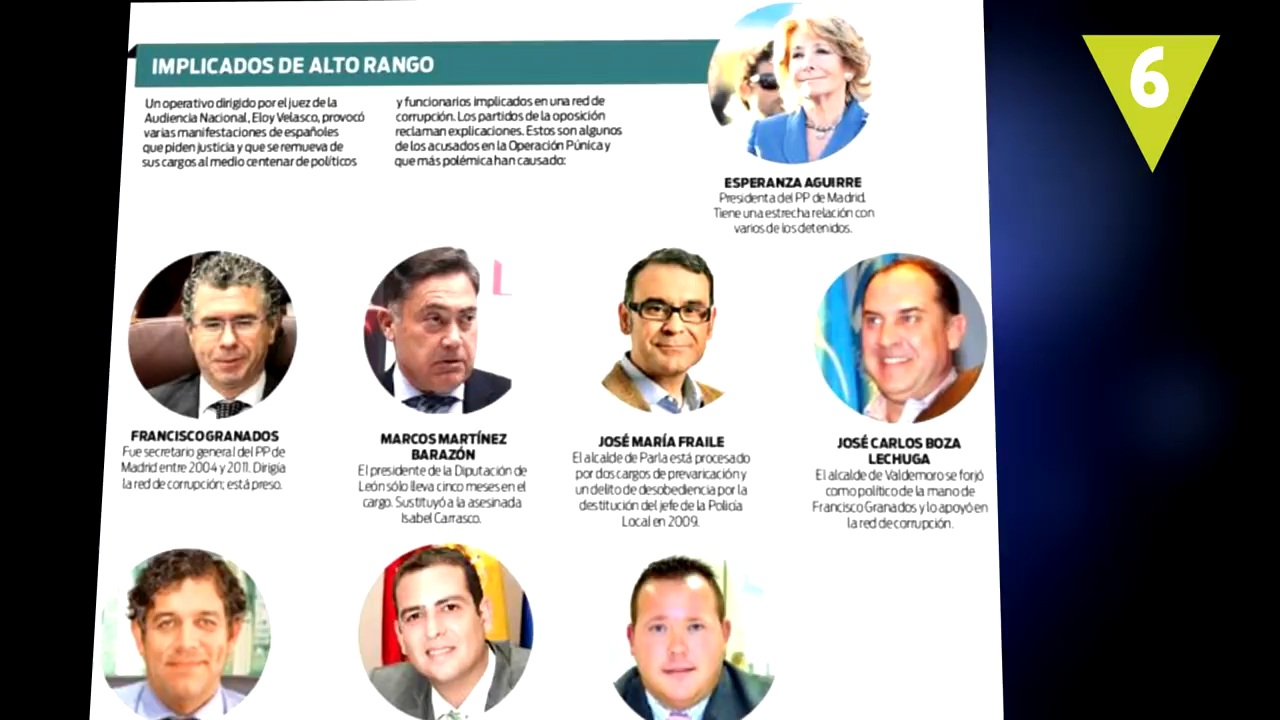 IMPLICADOS DE ALTO RANGO
6
Un operativo dirigido por el juez de la
Audiencia Nacional, Eloy Velasco, provocó
varias manifestaciones de españoles
que piden justicia y que se remueva de
sus cargos al medio centenar de políticos
y funcionarios implicados en una red de
corrupción. Los partidos de la oposición
reclaman explicaciones. Estos son algunos
de los acusados en la Operación Púnica y
que más polémica han causado:
ESPERANZA AGUIRRE
Presidenta del PP de Madrid.
Tiene una estrecha relación con
varios de los detenidos.
FRANCISCO GRANADOS
Fue secretario general del PP de
Madrid entre 2004 y 2011. Dirigía
la red de corrupción; está preso.
MARCOS MARTÍNEZ
BARAZÓN
El presidente de la Diputación de
León sólo lleva cinco meses en el
cargo. Sustituyó a la asesinada
Isabel Carrasco.
JOSÉ MARÍA FRAILE
El alcalde de Parla está procesado
por dos cargos de prevaricación y
un delito de desobediencia por la
destitución del jefe de la Policía
Local en 2009.
JOSÉ CARLOS BOZA
LECHUGA
El alcalde de Valdemoro se forjó
como político de la mano de
Francisco Granados y lo apoyó en
la red de corrupción.